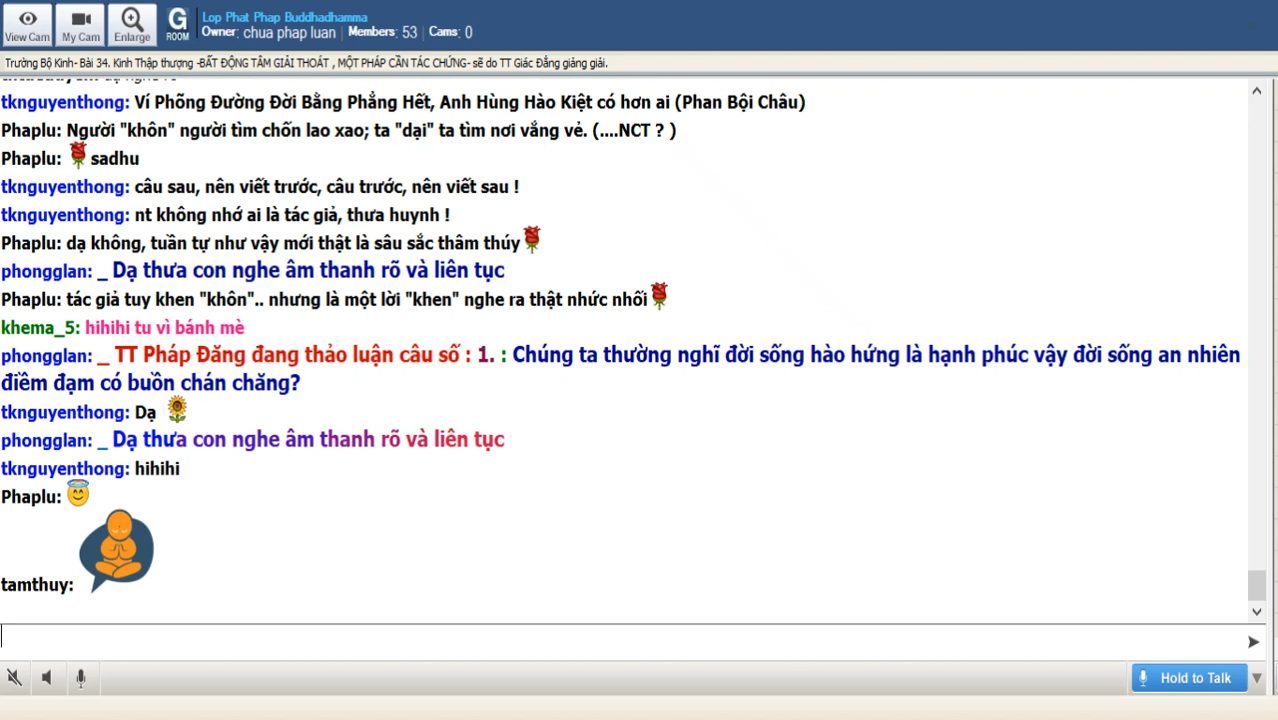 View Cam
My Cam
Enlarge
G
ROOM
Lop Phat Phap Buddhadhamma
Owner: chua phap luan | Members: 53 | Cams: 0
Trường Bộ Kinh- Bài 34. Kinh Thập thượng -BẤT ĐỘNG TÂM GIẢI THOÁT , MỘT PHÁP CẦN TÁC CHỨNG- sẽ do TT Giác Đẳng giảng giải.
tknguyenthong: Ví Phõng Đường Đời Bằng Phẳng Hết, Anh Hùng Hào Kiệt có hơn ai (Phan Bội Châu)
Phaplu: Người "khôn" người tìm chốn lao xao; ta "dại" ta tìm nơi vắng vẻ. (....NCT ? )
Phaplu: sadhu
tknguyenthong: câu sau, nên viết trước, câu trước, nên viết sau !
tknguyenthong: nt không nhớ ai là tác giả, thưa huynh !
Phaplu: dạ không, tuần tự như vậy mới thật là sâu sắc thâm thúy
phongglan: _ Dạ thưa con nghe âm thanh rõ và liên tục
Phaplu: tác giả tuy khen "khôn".. nhưng là một lời "khen" nghe ra thật nhức nhối
khema_5: hihihi tu vì bánh mè
phongglan: _ TT Pháp Đăng đang thảo luận câu số : 1. : Chúng ta thường nghĩ đời sống hào hứng là hạnh phúc vậy đời sống an nhiên
điềm đạm có buồn chán chăng?
tknguyenthong: Dạ
phongglan: _ Dạ thưa con nghe âm thanh rõ và liên tục
tknguyenthong: hihihi
Phaplu:
tamthuy:
Hold to Talk